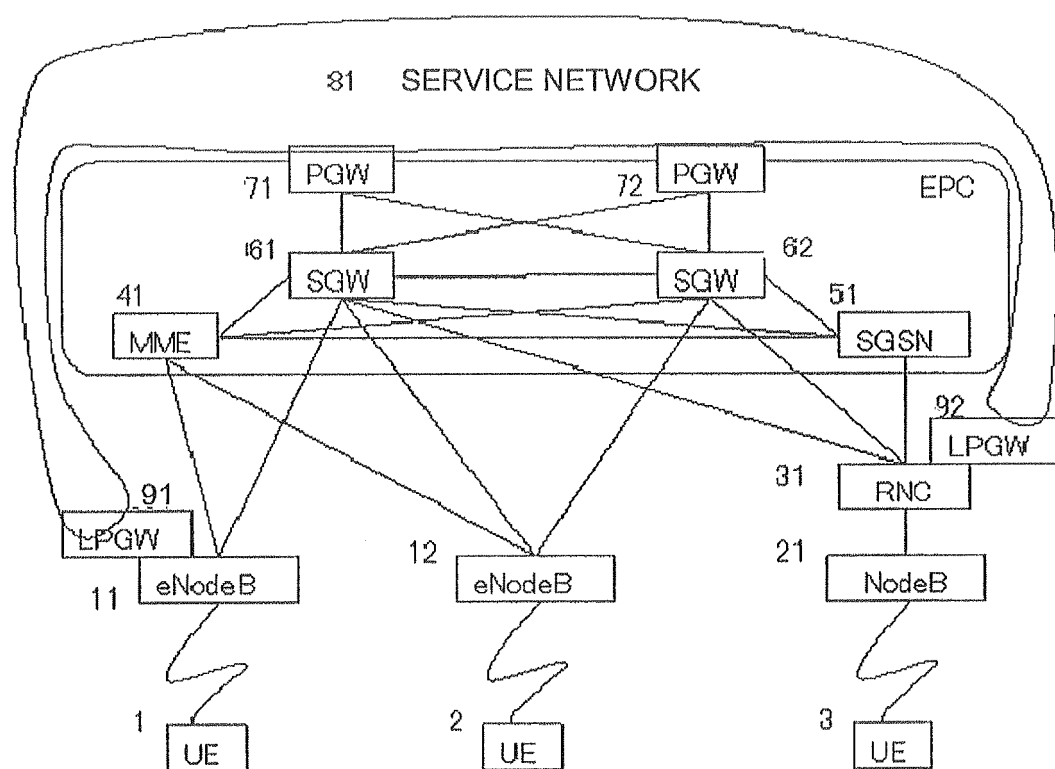 81 SERVICE NETWORK
PGW PGW
71 72 EPC
61 62
SGW SGW
41 51
MME SGSN
92
LPGW
31 RNC
91
LPGW
12 21
eNodeB eNodeB NodeB
11
1 2 3
UE UE UE